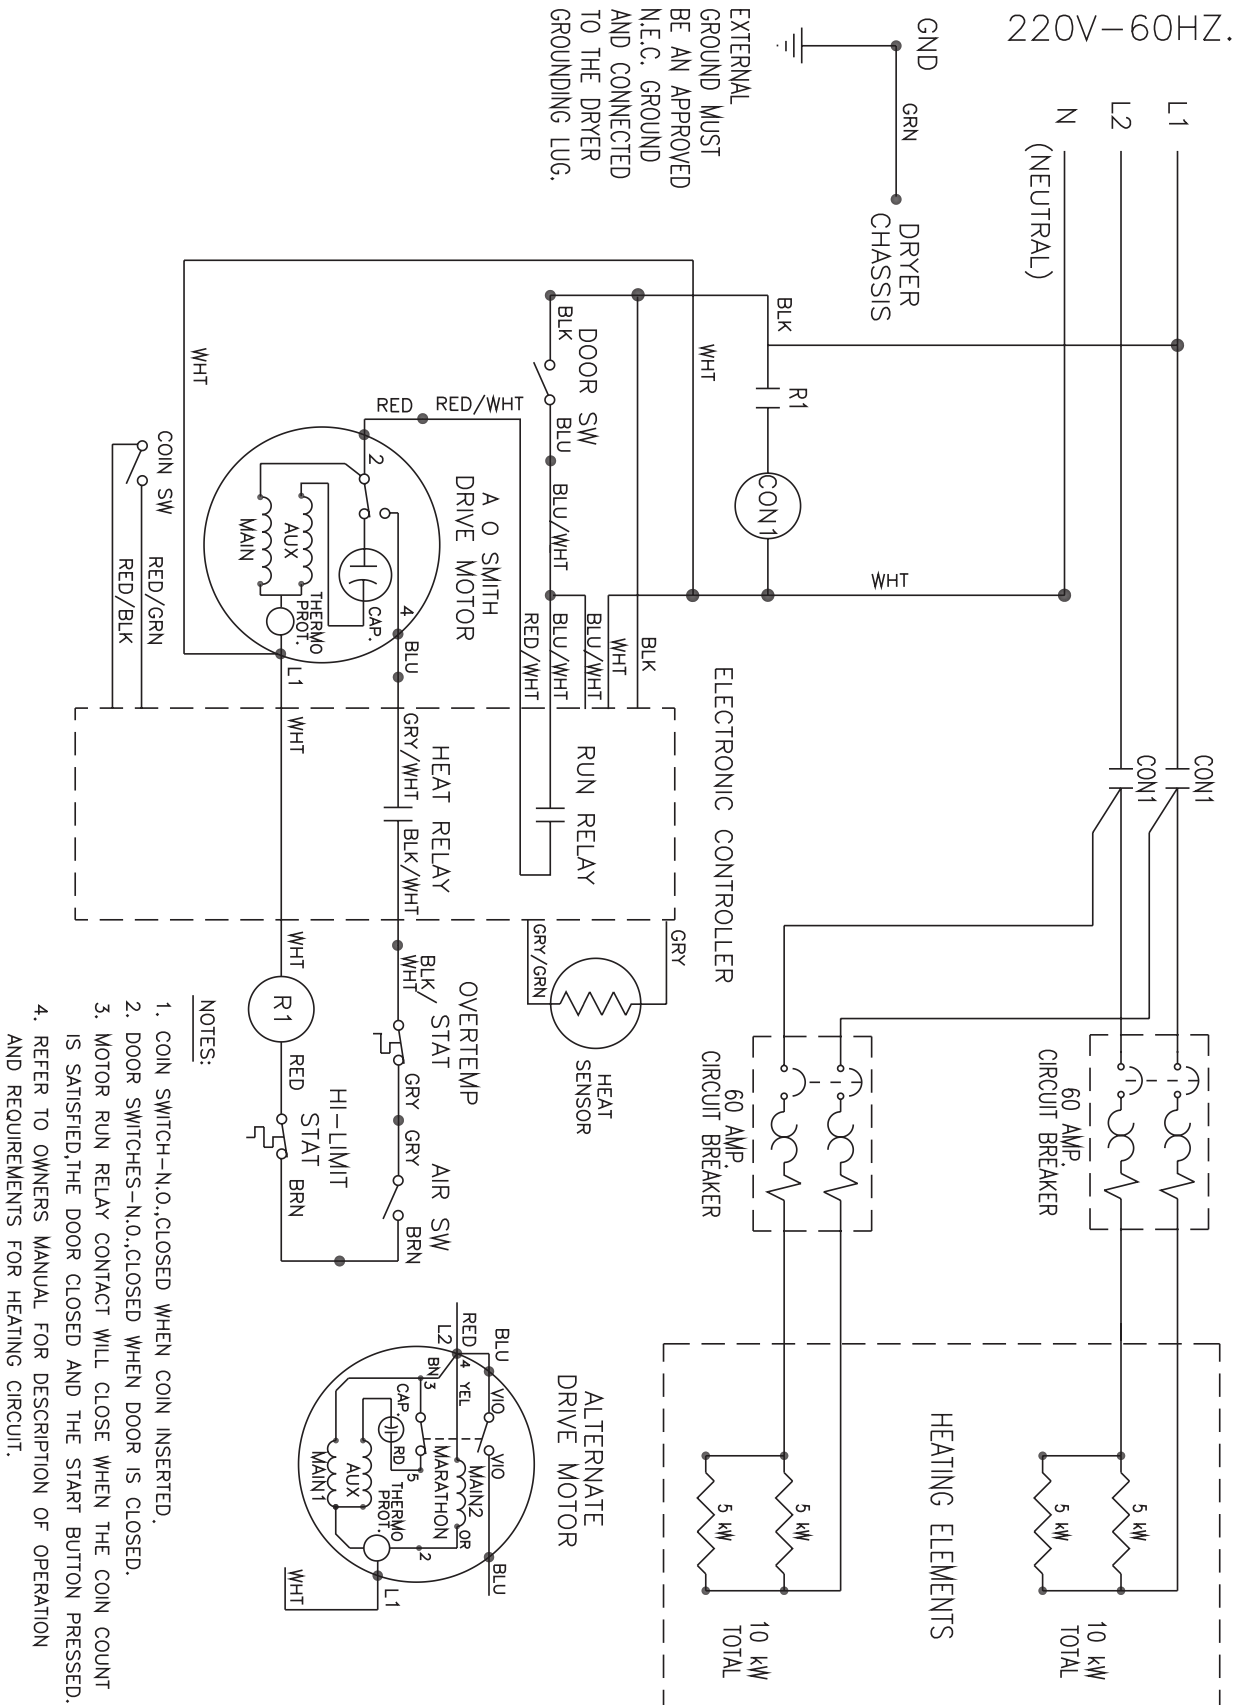 220V-60HZ.
L1
L2
N
(NEUTRAL)
GND
GRN
DRYER
CHASSIS
EXTERNAL
GROUND MUST
BE AN APPROVED
N.E.C. GROUND
AND CONNECTED
TO THE DRYER
GROUNDING LUG.
BLK
R1
CON1
WHT
WHT
CON1
CON1
60 AMP.
CIRCUIT BREAKER
60 AMP.
CIRCUIT BREAKER
HEATING ELEMENTS
5 kW
5 kW
10 kW
TOTAL
5 kW
5 kW
10 kW
TOTAL
BLK
DOOR SW
BLU
BLU/WHT
BLK
WHT
BLU/WHT
BLU/WHT
RED/WHT
ELECTRONIC CONTROLLER
RUN RELAY
GRY
GRY/GRN
HEAT
SENSOR
RED
RED/WHT
WHT
A O SMITH
DRIVE MOTOR
2
4
CAP.
AUX
MAIN
THERMO
PROT.
L1
BLU
GRY/WHT
HEAT RELAY
BLK/WHT
BLK/
WHT
OVERTEMP
STAT
GRY
GRY
AIR SW
BRN
WHT
WHT
R1
RED
HI-LIMIT
STAT
BRN
COIN SW
RED/GRN
RED/BLK
ALTERNATE
DRIVE MOTOR
BLU
RED
L2
VIO
VIO
BLU
4
YEL
BN
3
CAP.
RD
5
MAIN2
MARATHON
OR
2
AUX
MAIN1
THERMO
PROT.
L1
WHT
NOTES:
1. COIN SWITCH-N.O.,CLOSED WHEN COIN INSERTED.
2. DOOR SWITCHES-N.O.,CLOSED WHEN DOOR IS CLOSED.
3. MOTOR RUN RELAY CONTACT WILL CLOSE WHEN THE COIN COUNT
IS SATISFIED,THE DOOR CLOSED AND THE START BUTTON PRESSED.
4. REFER TO OWNERS MANUAL FOR DESCRIPTION OF OPERATION
AND REQUIREMENTS FOR HEATING CIRCUIT.